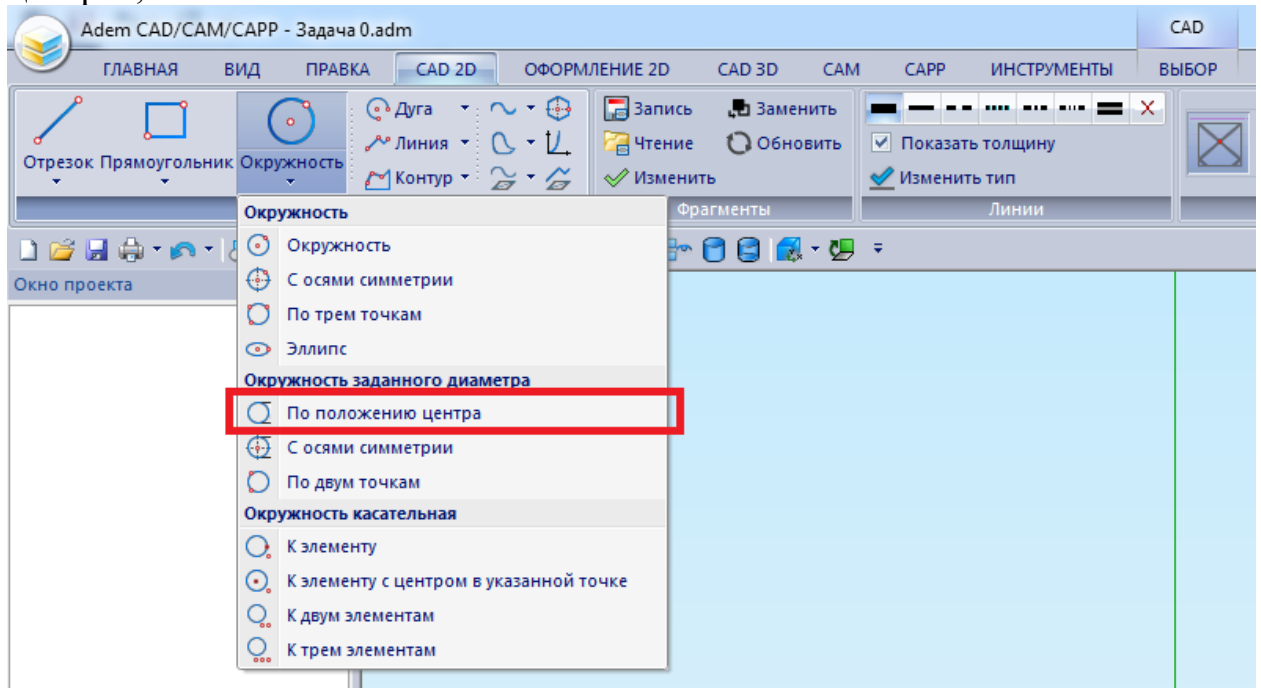 Adem CAD/CAM/CAPP - Задача 0.adm
CAD
ГЛАВНАЯ ВИД ПРАВКА CAD 2D ОФОРМЛЕНИЕ 2D CAD 3D CAM CAPP ИНСТРУМЕНТЫ ВЫБОР
Отрезок Прямоугольник Окружность
Дуга
Линия
Контур
Запись
Чтение
Изменить
Заменить
Обновить
Фрагменты
Показать толщину
Изменить тип
Линии
Окно проекта
Окружность
Окружность
С осями симметрии
По трем точкам
Эллипс
Окружность заданного диаметра
По положению центра
С осями симметрии
По двум точкам
Окружность касательная
К элементу
К элементу с центром в указанной точке
К двум элементам
К трем элементам